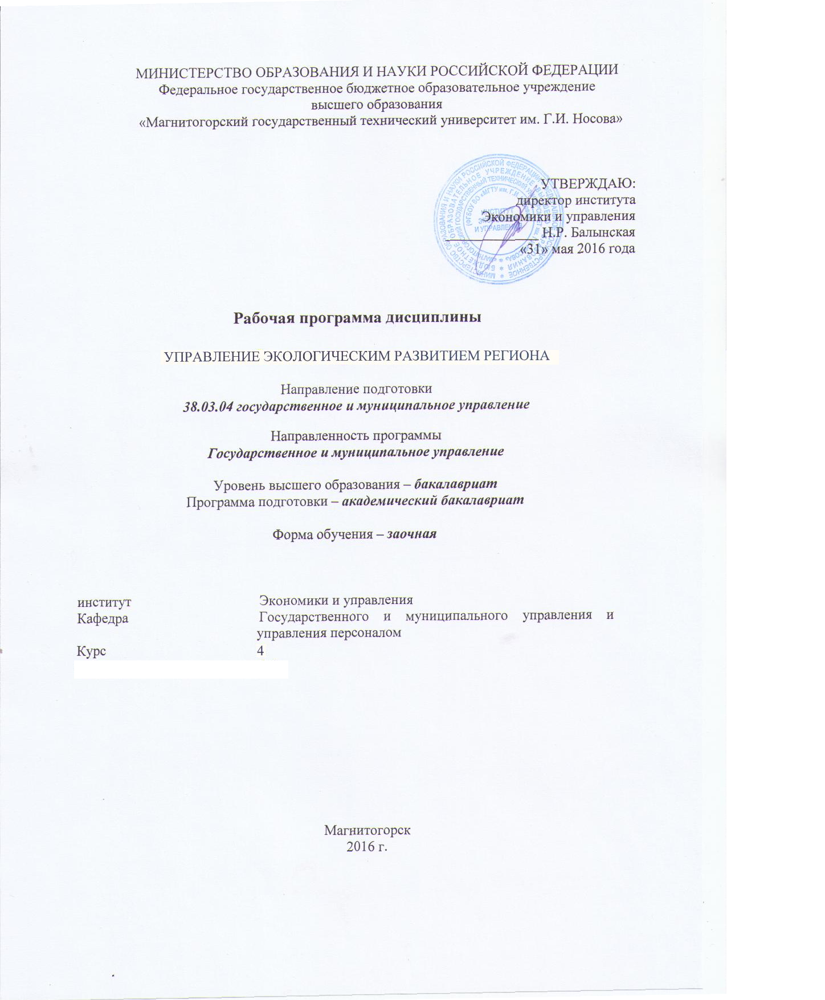 МИНИСТЕРСТВО ОБРАЗОВАНИЯ И НАУКИ РОССИЙСКОЙ ФЕДЕРАЦИИ
Федеральное государственное бюджетное образовательное учреждение
высшего образования
«Магнитогорский государственный технический университет им. Г.И. Носова»
УТВЕРЖДАЮ:
директор института
Экономики и управления
Н.Р. Балынская
«31» мая 2016 года
ИНСТИТУТ
И УПРАВЛЕНИЯ
Рабочая программа дисциплины
УПРАВЛЕНИЕ ЭКОЛОГИЧЕСКИМ РАЗВИТИЕМ РЕГИОНА
Направление подготовки
38.03.04 государственное и муниципальное управление
Направленность программы
Государственное и муниципальное управление
Уровень высшего образования – бакалавриат
Программа подготовки – академический бакалавриат
Форма обучения – заочная
институт Экономики и управления
Кафедра Государственного и муниципального управления и
управления персоналом
Курс 4
Магнитогорск
2016 г.